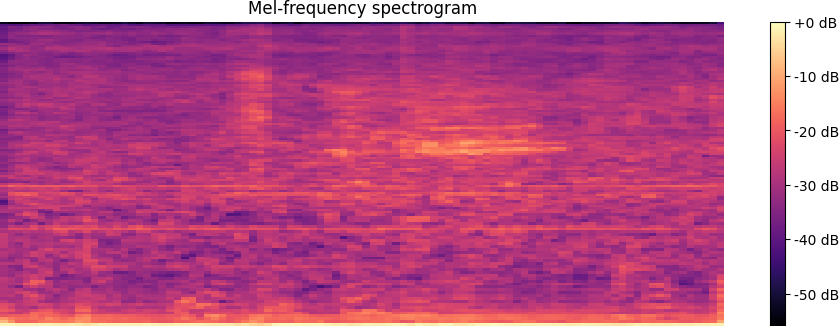 Mel-frequency spectrogram
+0 dB
-10 dB
-20 dB
-30 dB
-40 dB
-50 dB